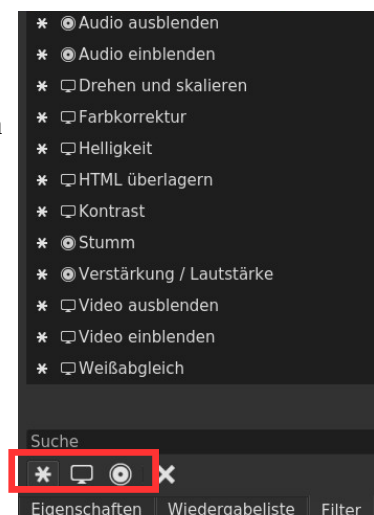 Audio ausblenden
Audio einblenden
Drehen und skalieren
Farbkorrektur
Helligkeit
HTML überlagern
Kontrast
Stumm
Verstärkung / Lautstärke
Video ausblenden
Video einblenden
Weißabgleich
Suche
Eigenschaften Wiedergabeliste Filter